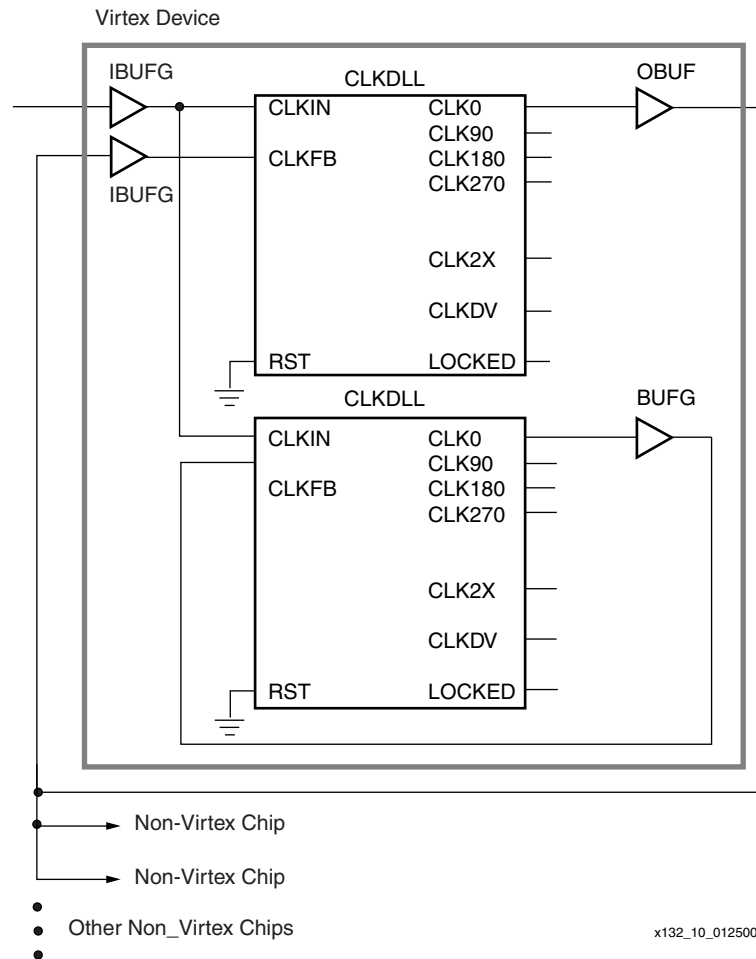 Virtex Device
IBUFG
CLKDLL
OBUF
CLKIN
CLK0
CLK90
CLKFB
CLK180
CLK270
IBUFG
CLK2X
CLKDV
RST
LOCKED
CLKDLL
BUFG
CLKIN
CLK0
CLK90
CLKFB
CLK180
CLK270
CLK2X
CLKDV
RST
LOCKED
Non-Virtex Chip
Non-Virtex Chip
Other Non_Virtex Chips
x132_10_012500